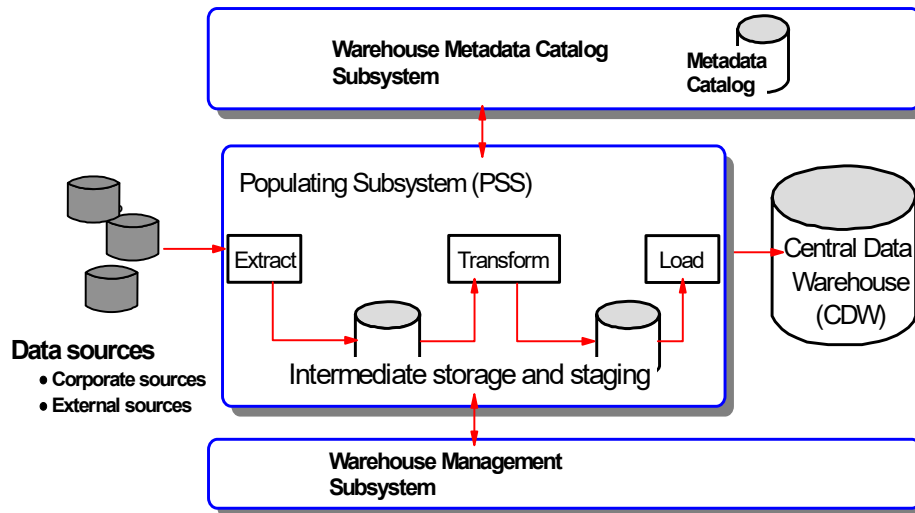 Warehouse Metadata Catalog
Subsystem
Metadata
Catalog
Populating Subsystem (PSS)
Extract
Transform
Load
Central Data
Warehouse
(CDW)
Intermediate storage and staging
Data sources
• Corporate sources
• External sources
Warehouse Management
Subsystem